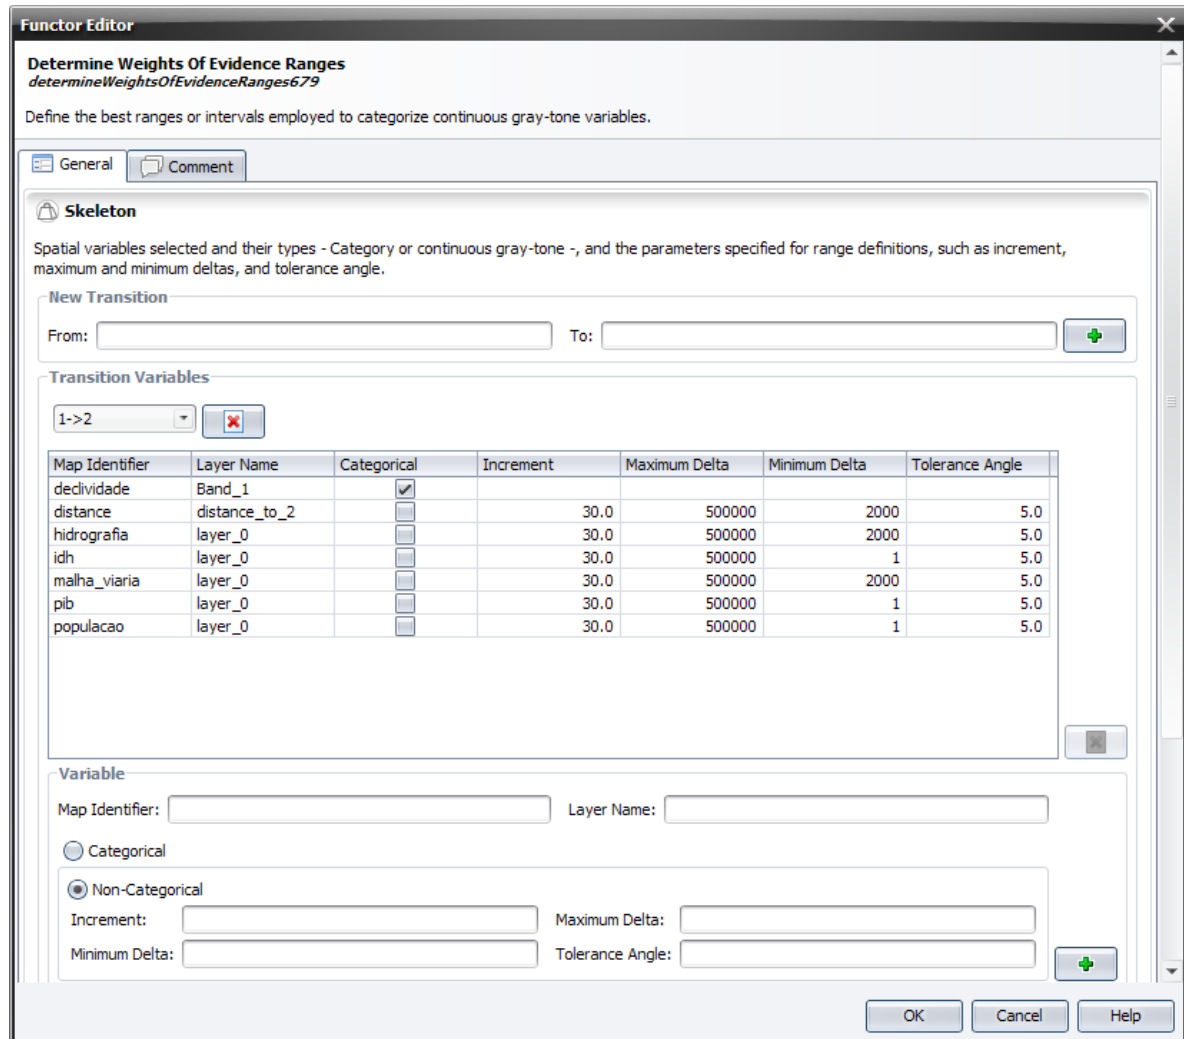 Functor Editor
Determine Weights Of Evidence Ranges
determineWeightsOfEvidenceRanges679
Define the best ranges or intervals employed to categorize continuous gray-tone variables.
General Comment
Skeleton
Spatial variables selected and their types - Category or continuous gray-tone -, and the parameters specified for range definitions, such as increment,
maximum and minimum deltas, and tolerance angle.
New Transition
From: To:
Transition Variables
1->2
Map Identifier Layer Name Categorical Increment Maximum Delta Minimum Delta Tolerance Angle
declividade Band_1
distance distance_to_2 30.0 500000 2000 5.0
hidrografia layer_0 30.0 500000 2000 5.0
idh layer_0 30.0 500000 1 5.0
malha_viaria layer_0 30.0 500000 2000 5.0
pib layer_0 30.0 500000 1 5.0
populacao layer_0 30.0 500000 1 5.0
Variable
Map Identifier: Layer Name:
Categorical
Non-Categorical
Increment: Maximum Delta:
Minimum Delta: Tolerance Angle:
OK Cancel Help